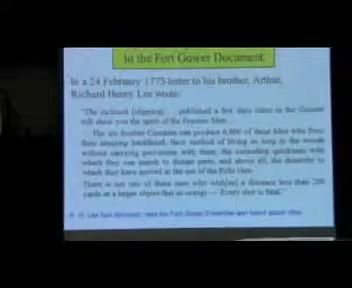 In the Fort Gower Document
In a 24 February 1775 letter to his brother, Arthur,
Richard Henry Lee wrote:
"The inclosed [clipping] published a few days since in the Gazette
will show you the spirit of the Frontier Men
The six frontier Counties can produce 6,000 of these Men who from
their amazing hardihood, their method of living so long in the woods
without carrying provisions with them, the exceeding quickness with
which they can march to distant parts, and above all, the dexterity to
which they have arrived at the use of the Rifle Gun.
There is not one of these men who wish[es] a distance less than 200
yards or a larger object than an orange — Every shot is fatal."